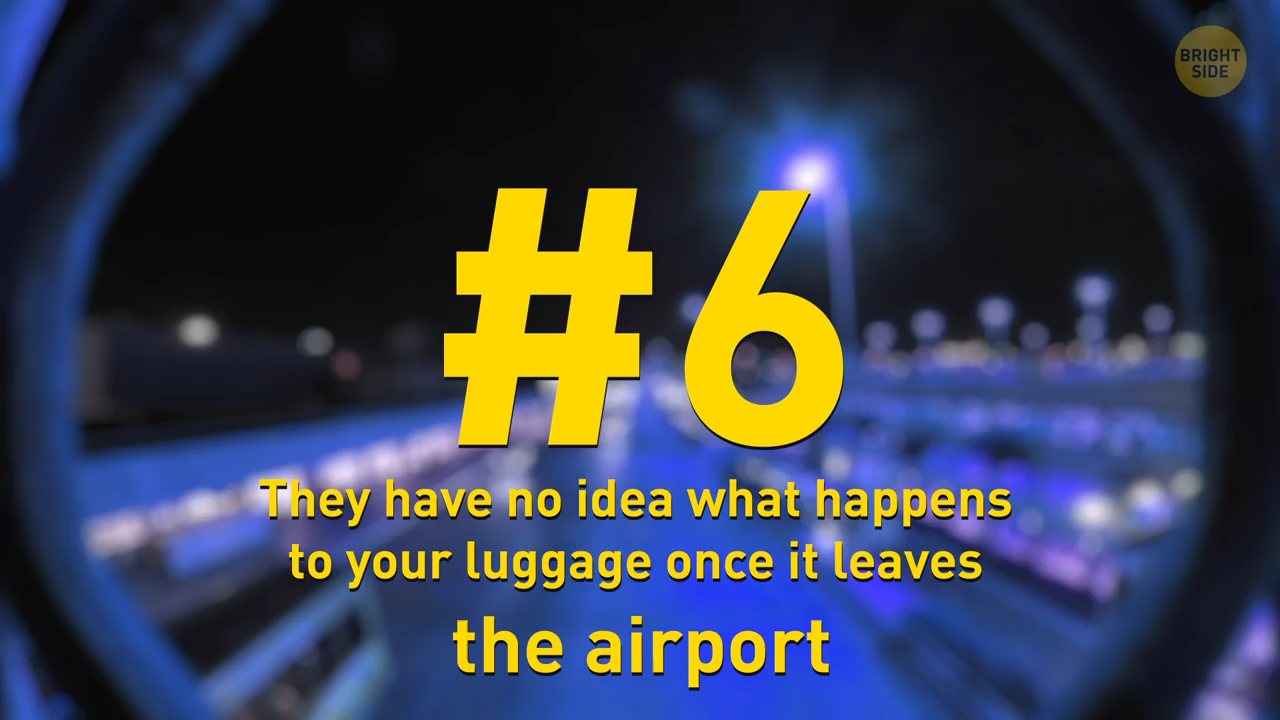 BRIGHT
SIDE
#6
They have no idea what happens
to your luggage once it leaves
the airport